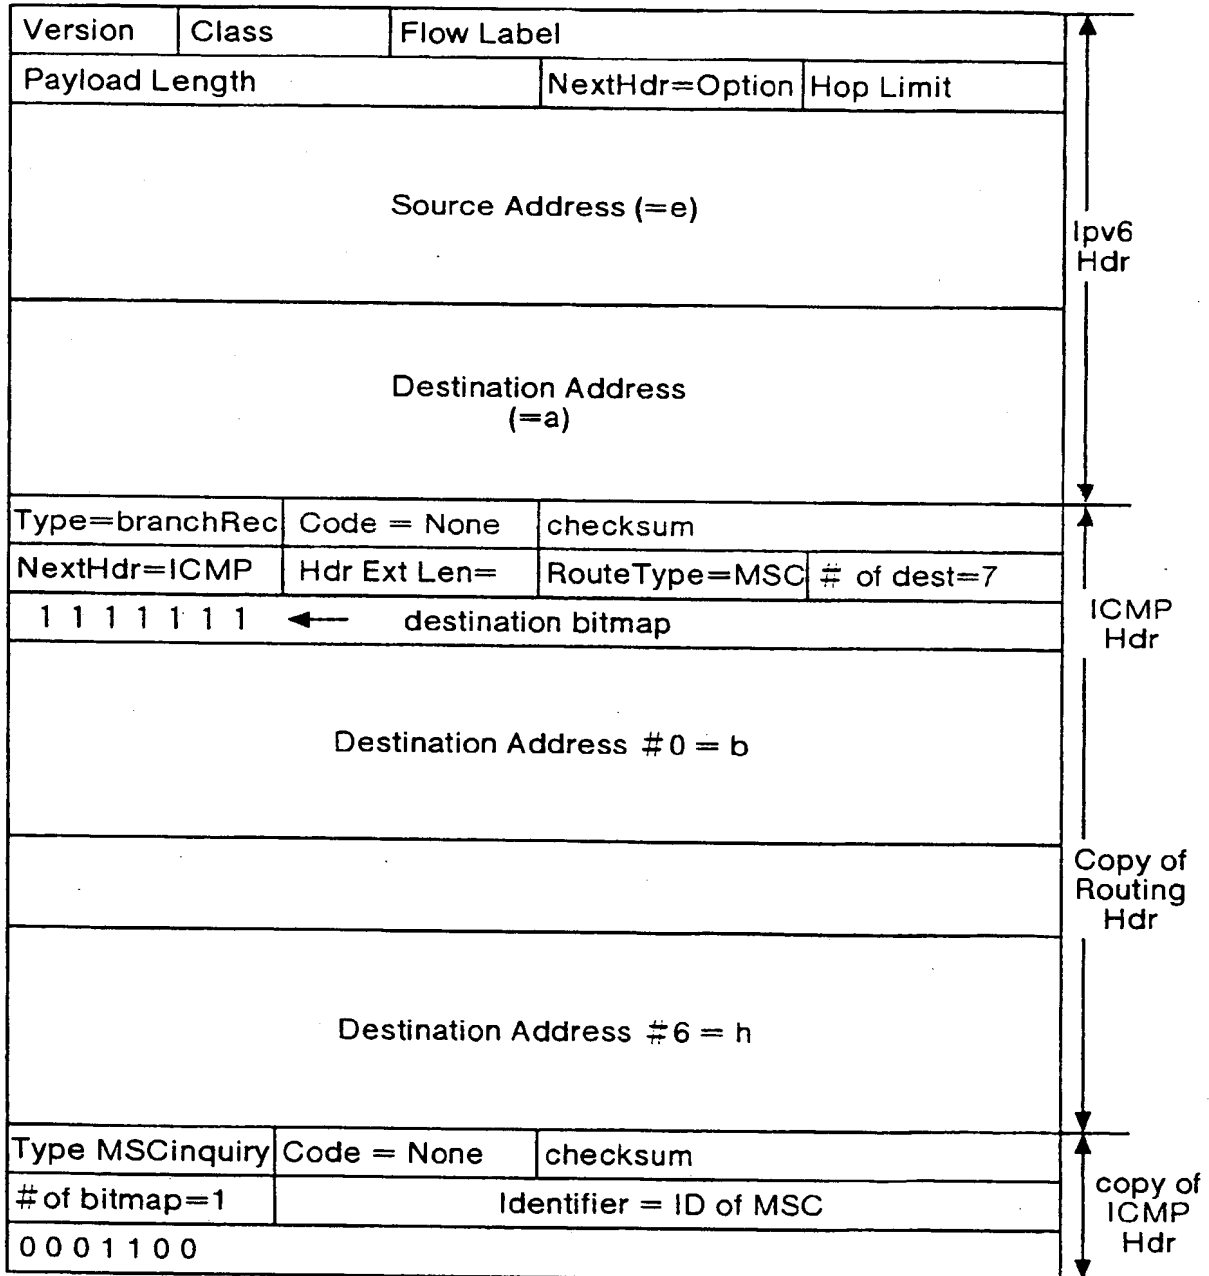 Version Class Flow Label
Payload Length NextHdr=Option Hop Limit
Source Address (=e)
Ipv6
Hdr
Destination Address
(=a)
Type=branchRec Code = None checksum
NextHdr=ICMP Hdr Ext Len= RouteType=MSC # of dest=7
1 1 1 1 1 1 1 ← destination bitmap
ICMP
Hdr
Destination Address #0 = b
Copy of
Routing
Hdr
Destination Address #6 = h
Type MSCinquiry Code = None checksum
# of bitmap=1 Identifier = ID of MSC
copy of
ICMP
Hdr
0 0 0 1 1 0 0